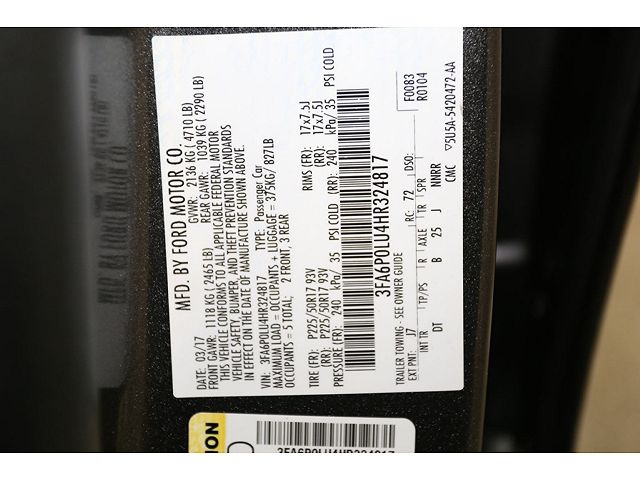 MFD. BY FORD MOTOR CO.
DATE: 03/17 GVWR: 2136 KG ( 4710 LB)
FRONT GAWR: 1118 KG ( 2465 LB) REAR GAWR: 1039 KG ( 2290 LB)
THIS VEHICLE CONFORMS TO ALL APPLICABLE FEDERAL MOTOR
VEHICLE SAFETY, BUMPER, AND THEFT PREVENTION STANDARDS
IN EFFECT ON THE DATE OF MANUFACTURE SHOWN ABOVE.
VIN: 3FA6P0LU4HR324817 TYPE: Passenger Car
MAXIMUM LOAD = OCCUPANTS + LUGGAGE = 375KG/ 827LB
OCCUPANTS = 5 TOTAL; 2 FRONT, 3 REAR
TIRE (FR): P225/50R17 93V RIMS (FR): 17x7.5J
(RR): P225/50R17 93V (RR): 17x7.5J
PRESSURE (FR): 240 kPa/ 35 PSI COLD (RR): 240 kPa/ 35 PSI COLD
3FA6P0LU4HR324817
F0083
TRAILER TOWING - SEE OWNER GUIDE R0104
EXT PNT: J7 RC: 72 DSO:
INT TR TP/PS R AXLE TR SPR
DT B 25 J NNRR
CMC
▽5U5A-5420472-AA
ION
3FA6P0LU4HR324817